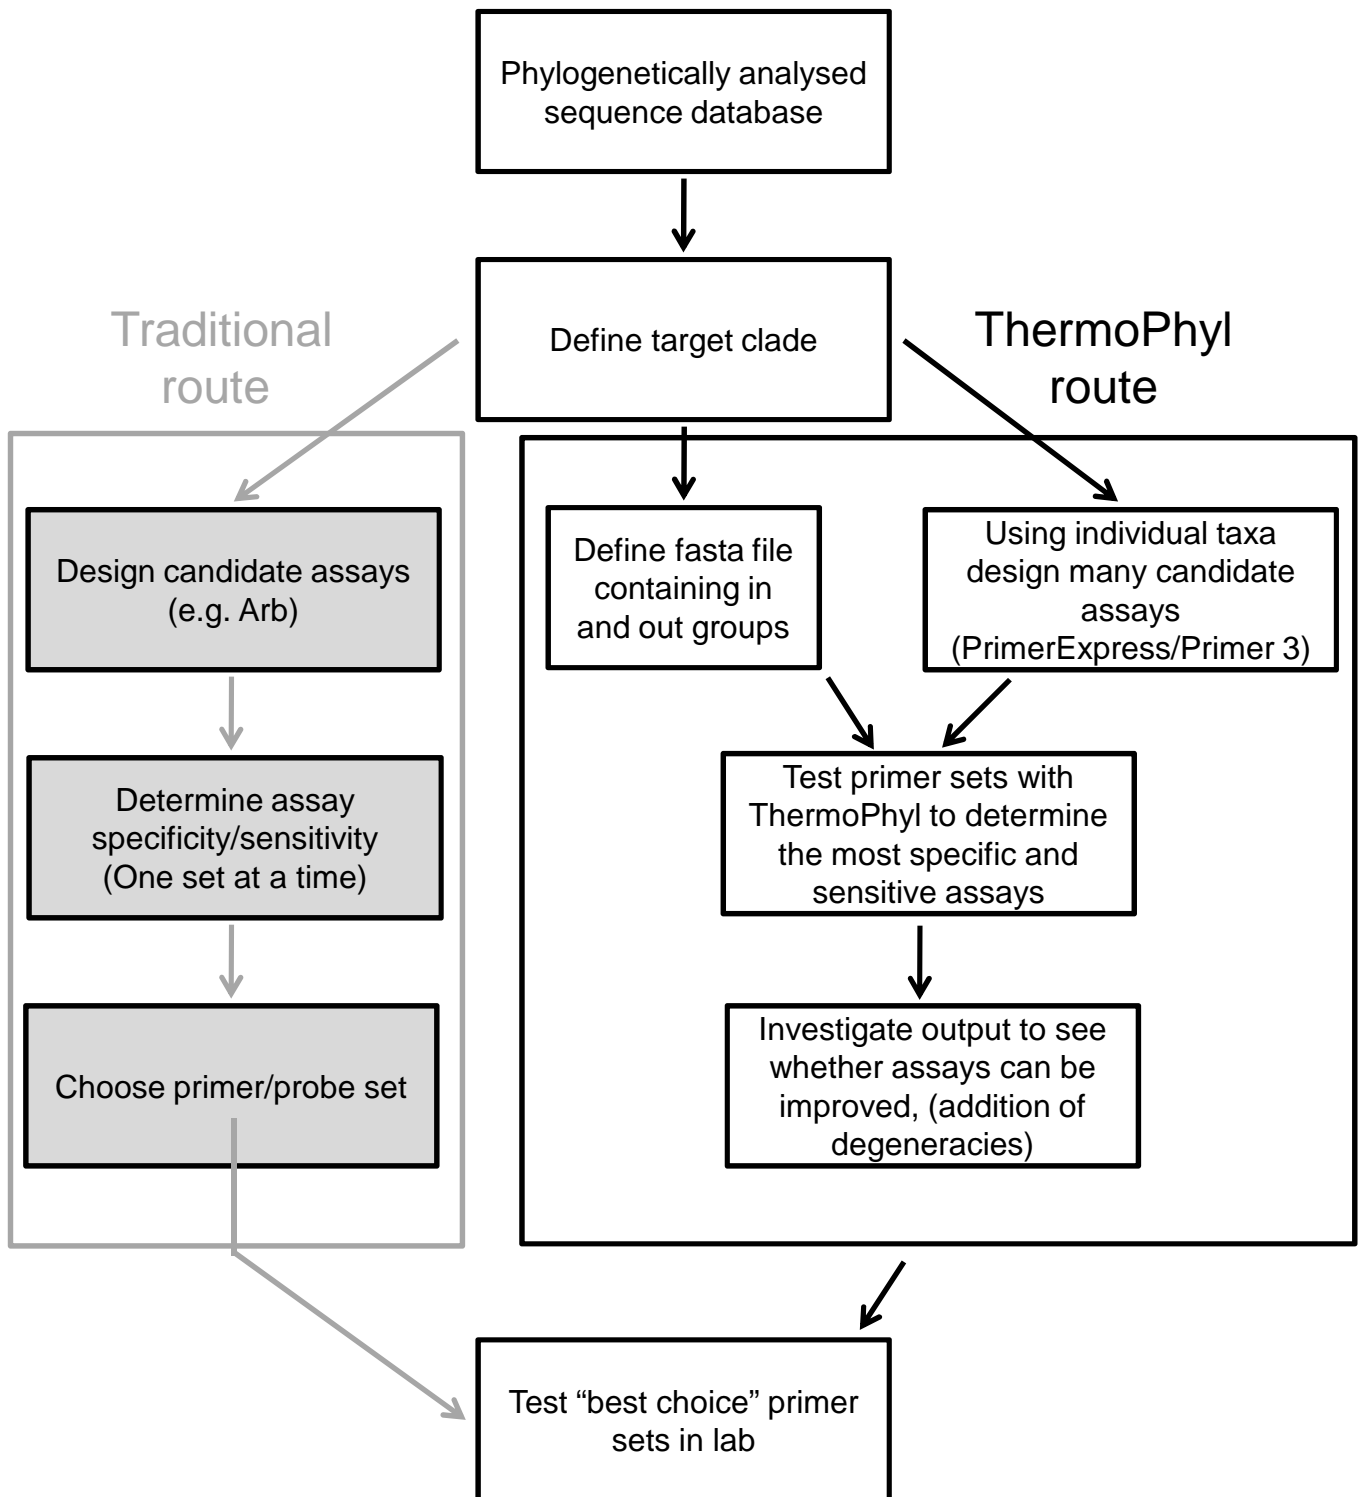 Phylogenetically analysed
sequence database
Define target clade
Traditional
route
ThermoPhyl
route
Design candidate assays
(e.g. Arb)
Determine assay
specificity/sensitivity
(One set at a time)
Choose primer/probe set
Define fasta file
containing in
and out groups
Using individual taxa
design many candidate
assays
(PrimerExpress/Primer 3)
Test primer sets with
ThermoPhyl to determine
the most specific and
sensitive assays
Investigate output to see
whether assays can be
improved, (addition of
degeneracies)
Test “best choice” primer
sets in lab